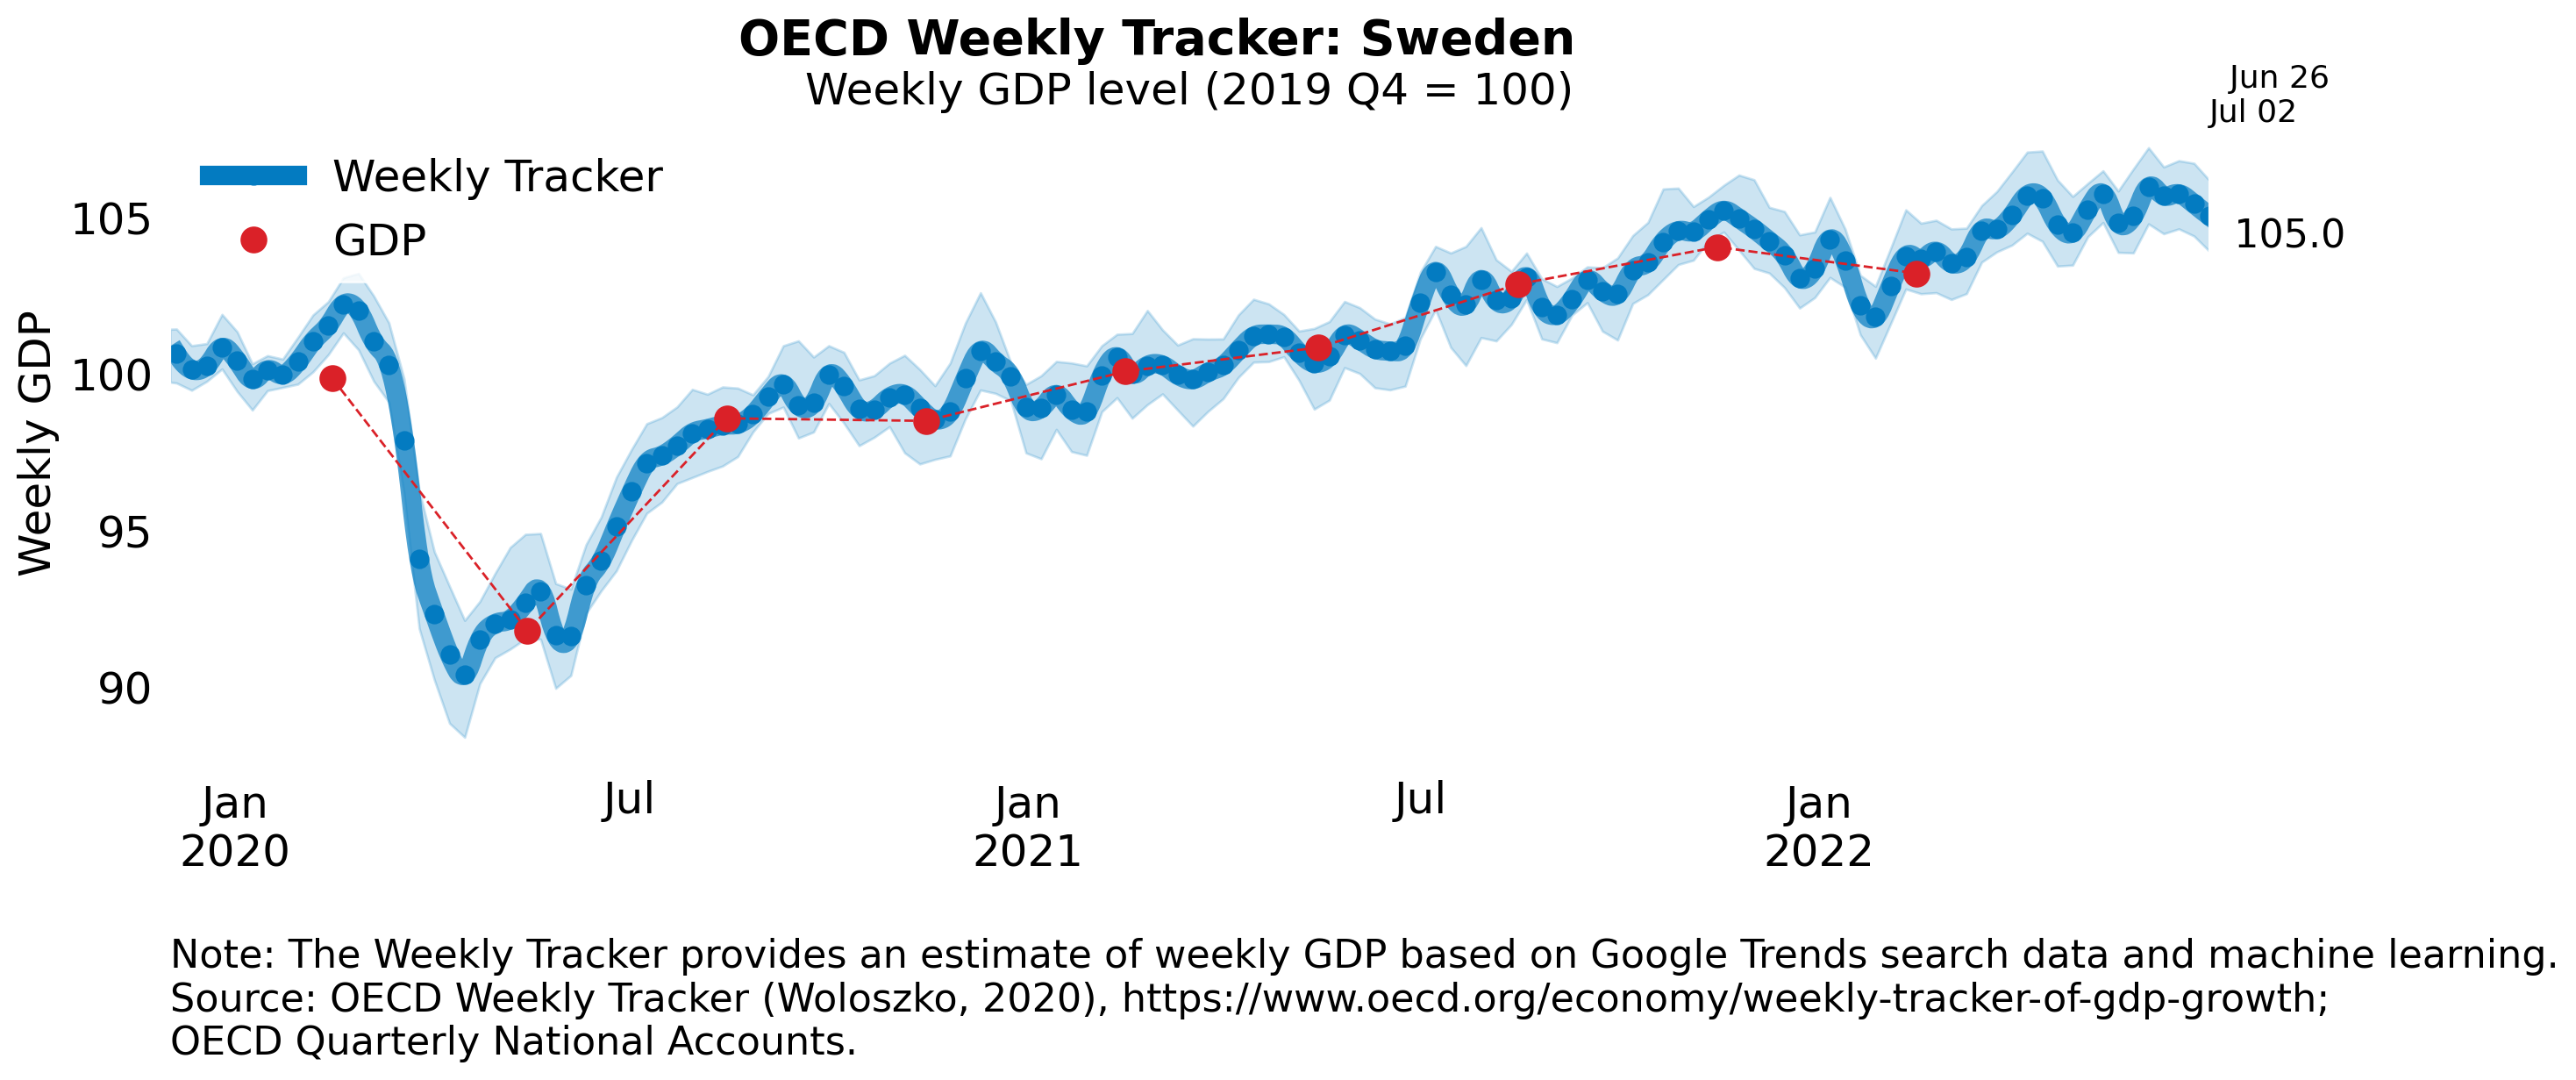 OECD Weekly Tracker: Sweden
Weekly GDP level (2019 Q4 = 100)
Jun 26
Jul 02
Weekly Tracker
GDP
105
100
95
90
Weekly GDP
105.0
Jan
2020
Jul
Jan
2021
Jul
Jan
2022
Note: The Weekly Tracker provides an estimate of weekly GDP based on Google Trends search data and machine learning.
Source: OECD Weekly Tracker (Woloszko, 2020), https://www.oecd.org/economy/weekly-tracker-of-gdp-growth;
OECD Quarterly National Accounts.